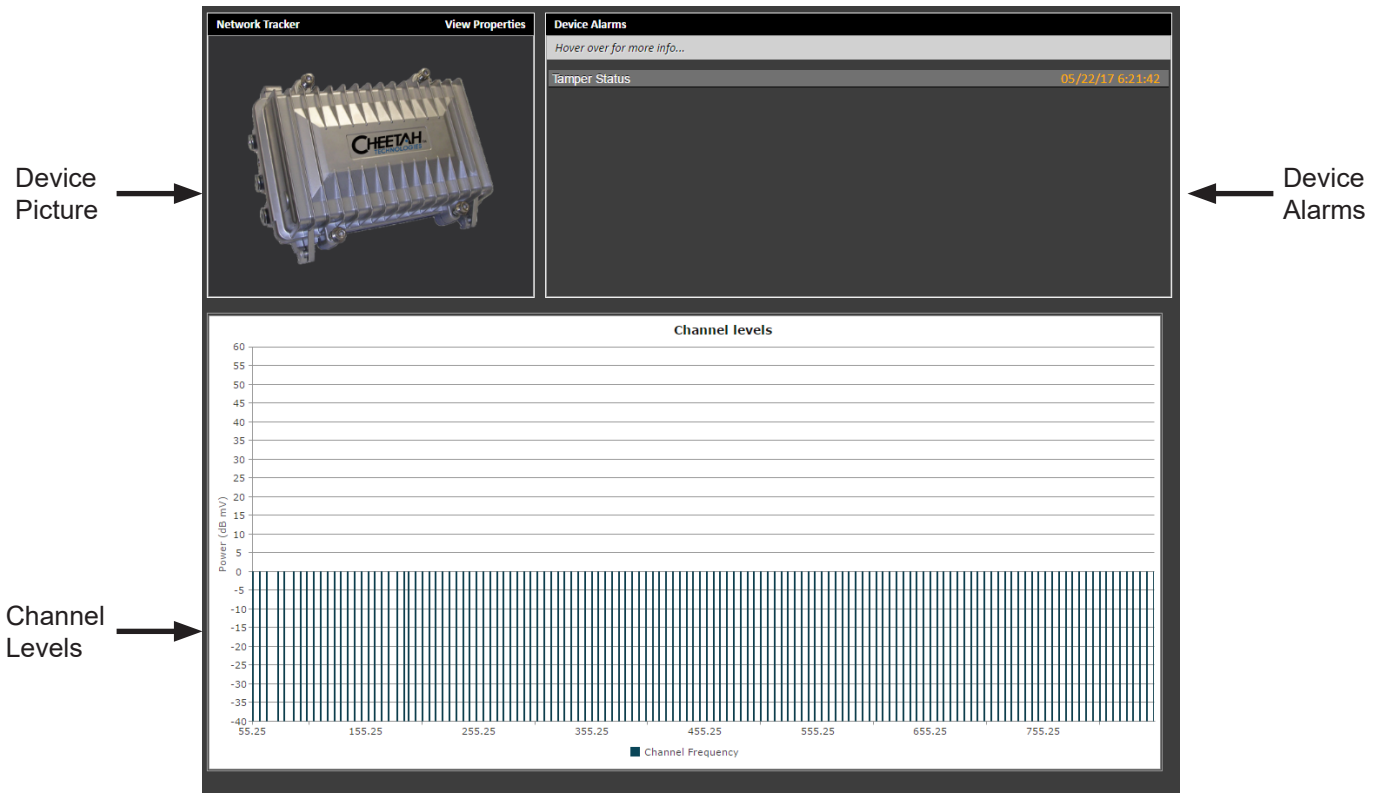 Network Tracker View Properties
CHEETAH
TECHNOLOGIES
Device Alarms
Hover over for more info...
Tamper Status 05/22/17 6:21:42
Device
Picture
Device
Alarms
Channel levels
60
55
50
45
40
35
30
25
20
15
10
5
0
-5
-10
-15
-20
-25
-30
-35
-40
Power (dB mV)
55.25 155.25 255.25 355.25 455.25 555.25 655.25 755.25
Channel Frequency
Channel
Levels